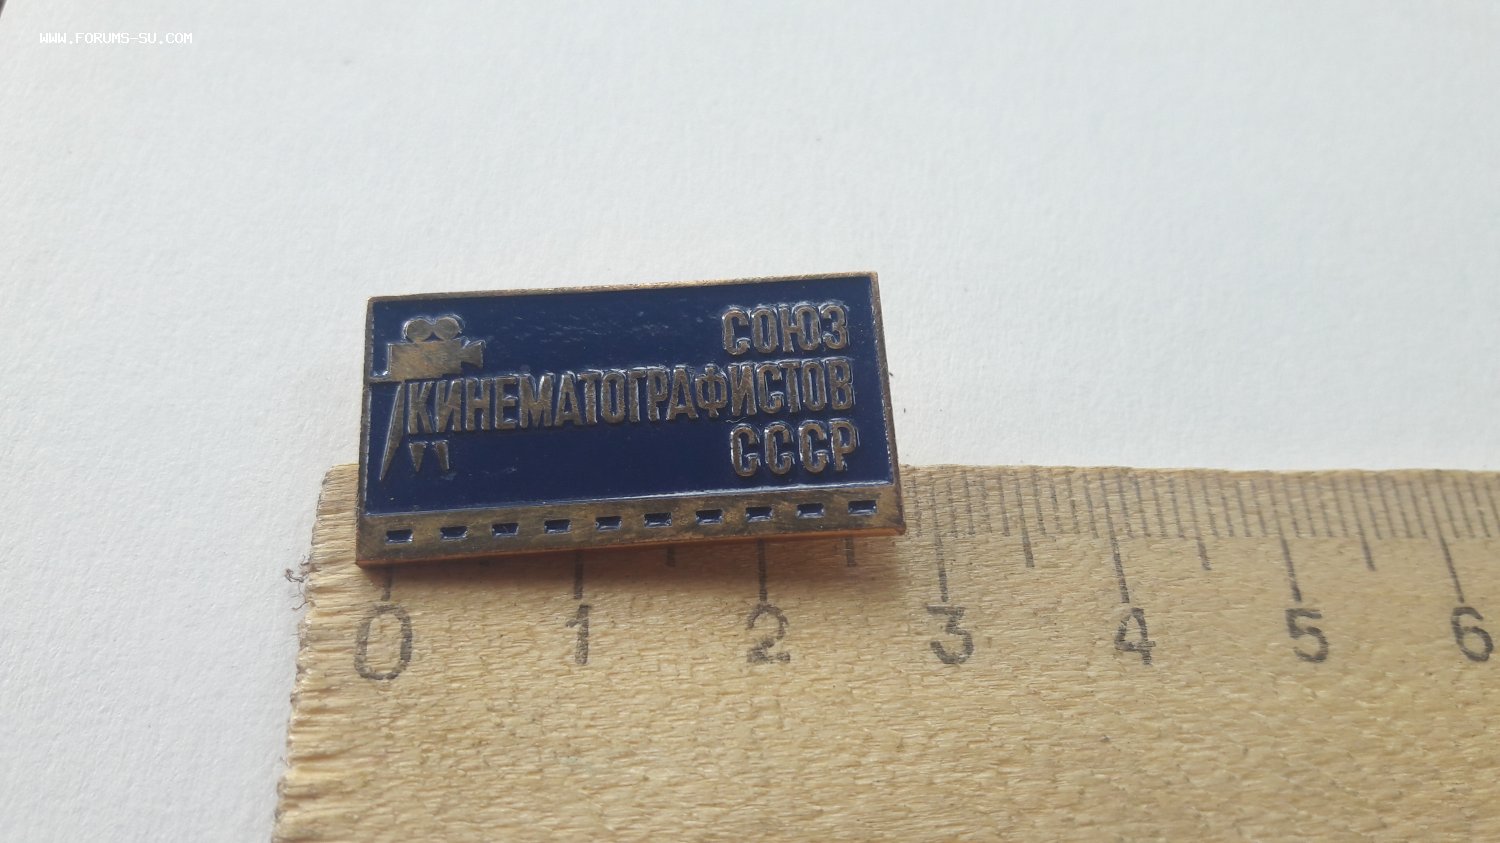 WWW.FORUMS-SU.COM
СОЮЗ
КИНЕМАТОГРАФИСТОВ
СССР
0 1 2 3 4 5 6